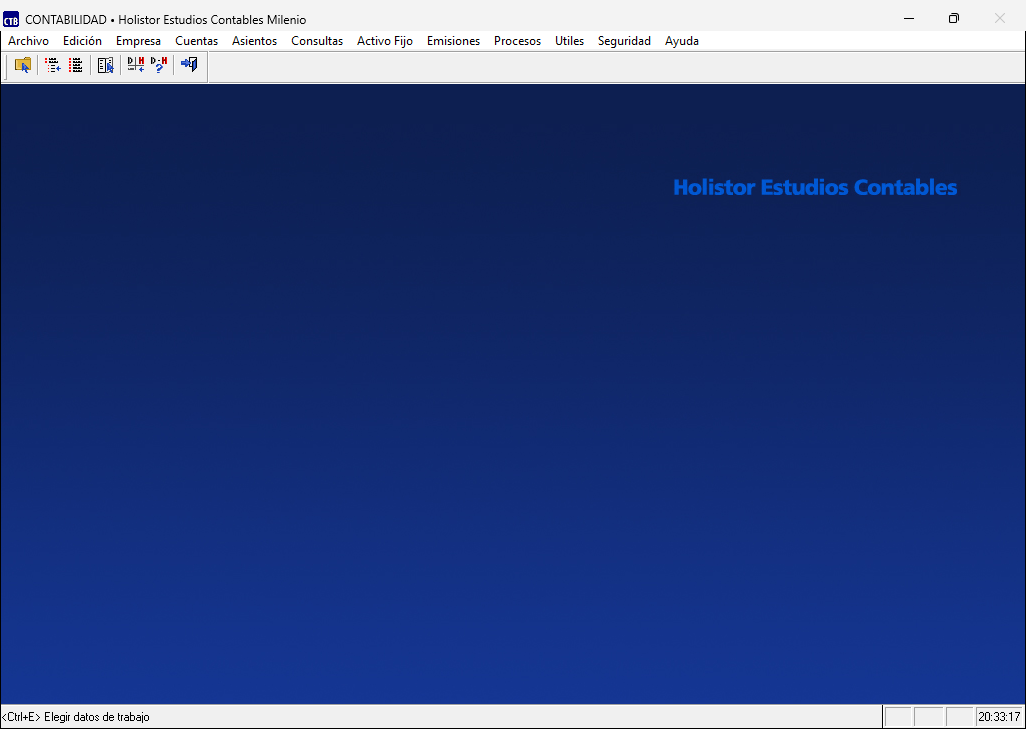 CTB CONTABILIDAD • Holistor Estudios Contables Milenio
Archivo Edición Empresa Cuentas Asientos Consultas Activo Fijo Emisiones Procesos Utiles Seguridad Ayuda
D H D-H ?
Holistor Estudios Contables
<Ctrl+E> Elegir datos de trabajo 20:33:17